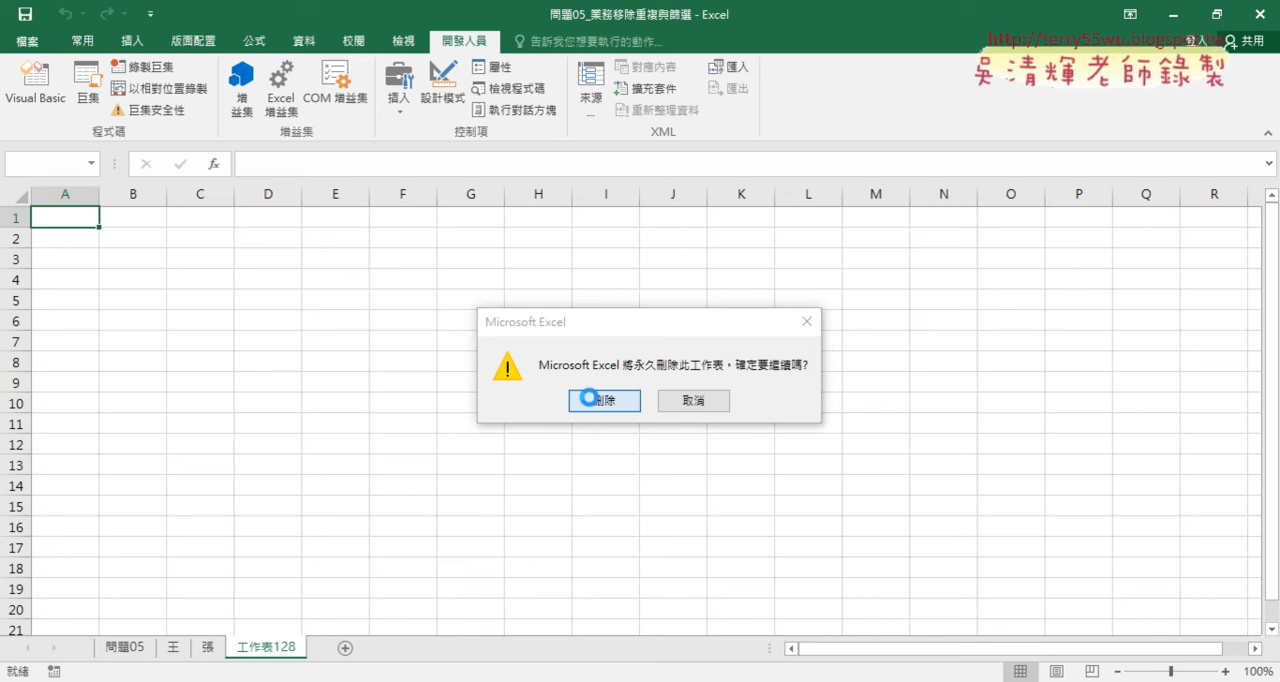 問題05_業務移除重複與篩選 - Excel
檔案 常用 插入 版面配置 公式 資料 校閱 檢視 開發人員 告訴我您想要執行的動作... 共用
http://terry55wu.blogspot.tw
吳清輝老師錄製
Visual Basic 巨集 錄製巨集 以相對位置錄製 巨集安全性
程式碼
增益集 Excel 增益集 COM 增益集
增益集
插入 設計模式 屬性 檢視程式碼 執行對話方塊
控制項
來源... 對應內容 擴充套件 重新整理資料 匯入 匯出
XML
fx
A B C D E F G H I J K L M N O P Q R
1
2
3
4
5
6
7
8
9
10
11
12
13
14
15
16
17
18
19
20
21
Microsoft Excel
Microsoft Excel 將永久刪除此工作表。確定要繼續嗎?
刪除 取消
問題05 王 張 工作表128
就緒 100%